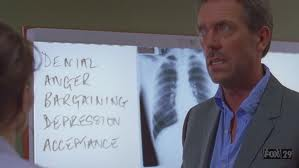 DENIAL
ANGER
BARGAINING
DEPRESSION
ACCEPTANCE
FOX 29